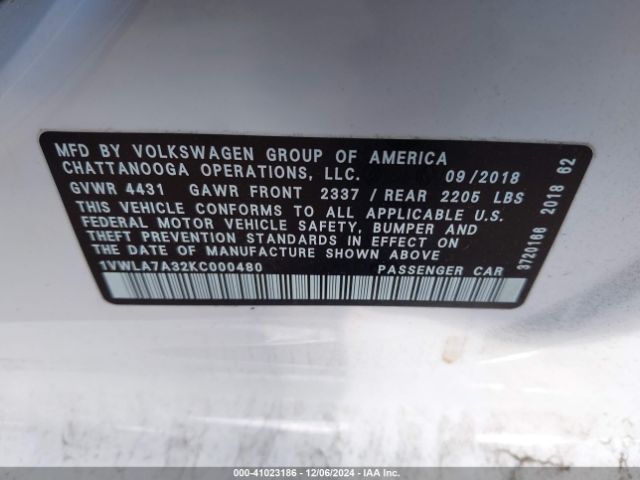 MFD BY VOLKSWAGEN GROUP OF AMERICA
CHATTANOOGA OPERATIONS, LLC. 09/2018
GVWR 4431 GAWR FRONT 2337 / REAR 2205 LBS
THIS VEHICLE CONFORMS TO ALL APPLICABLE U.S.
FEDERAL MOTOR VEHICLE SAFETY, BUMPER AND
THEFT PREVENTION STANDARDS IN EFFECT ON
THE DATE OF MANUFACTURE SHOWN ABOVE
1VWLA7A32KC000480 PASSENGER CAR
3720166 2018 62
000-41023186 - 12/06/2024 - IAA Inc.